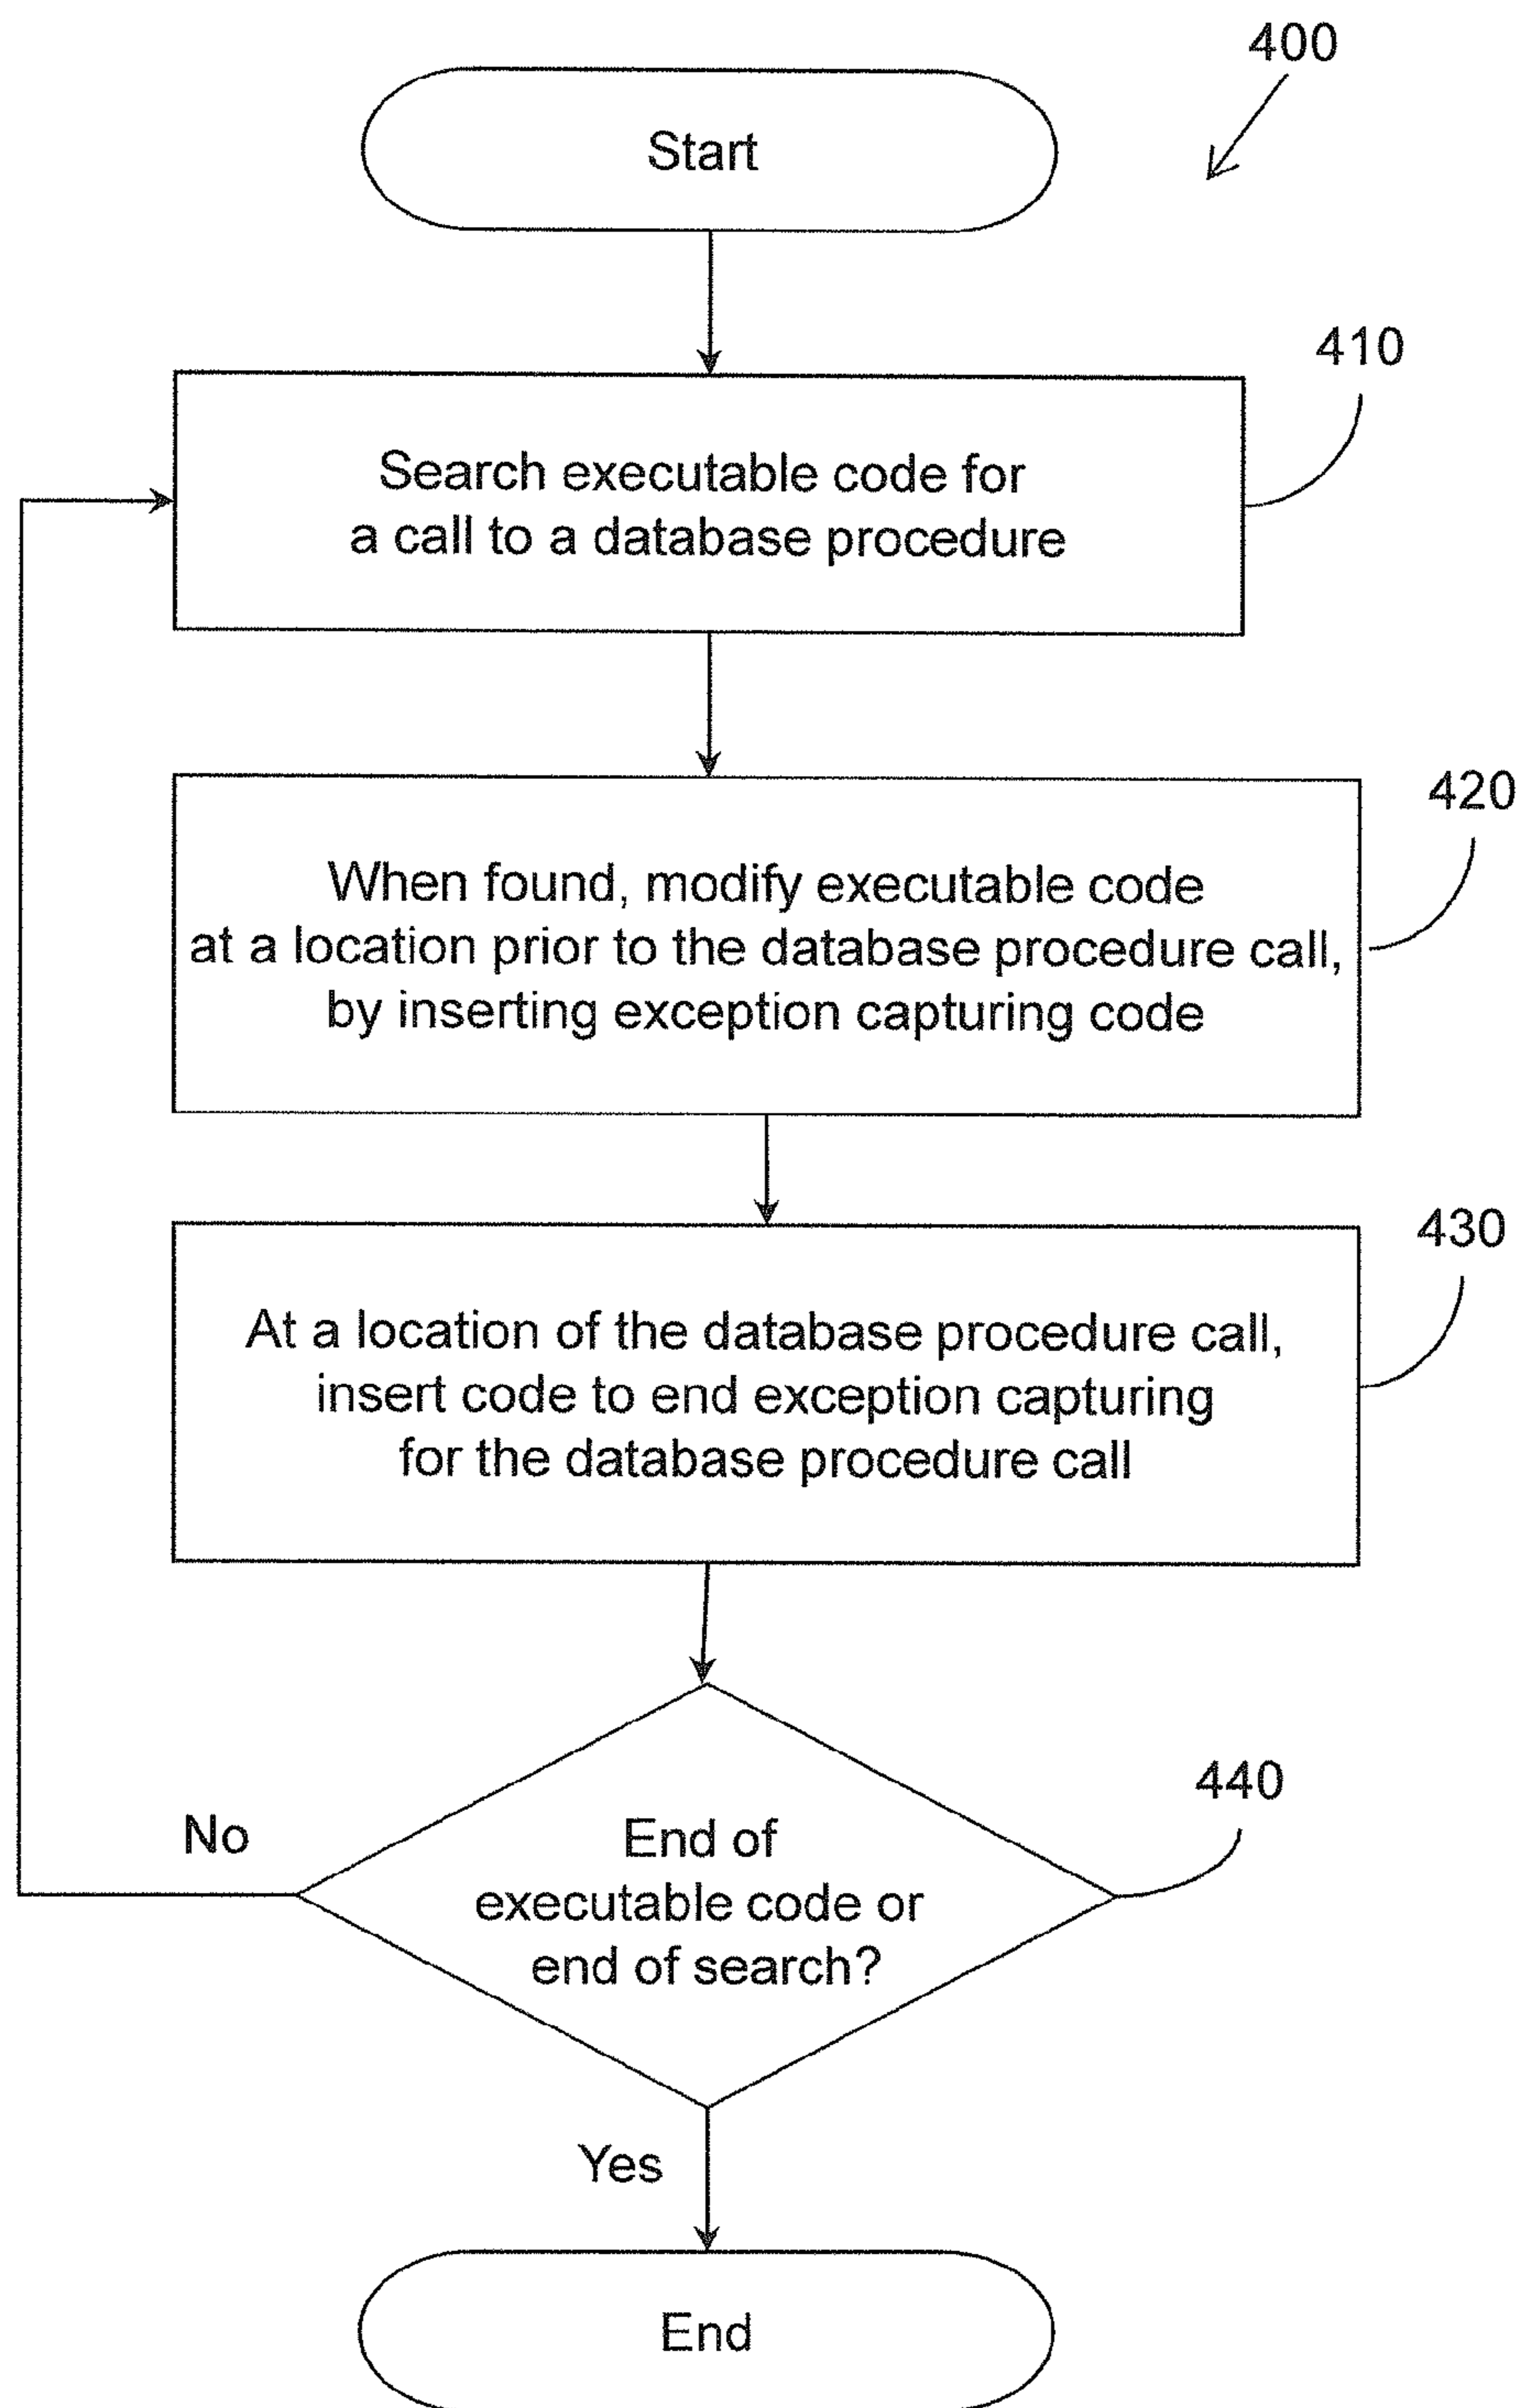 400
Start
410
Search executable code for
a call to a database procedure
420
When found, modify executable code
at a location prior to the database procedure call,
by inserting exception capturing code
430
At a location of the database procedure call,
insert code to end exception capturing
for the database procedure call
440
No
End of
executable code or
end of search?
Yes
End